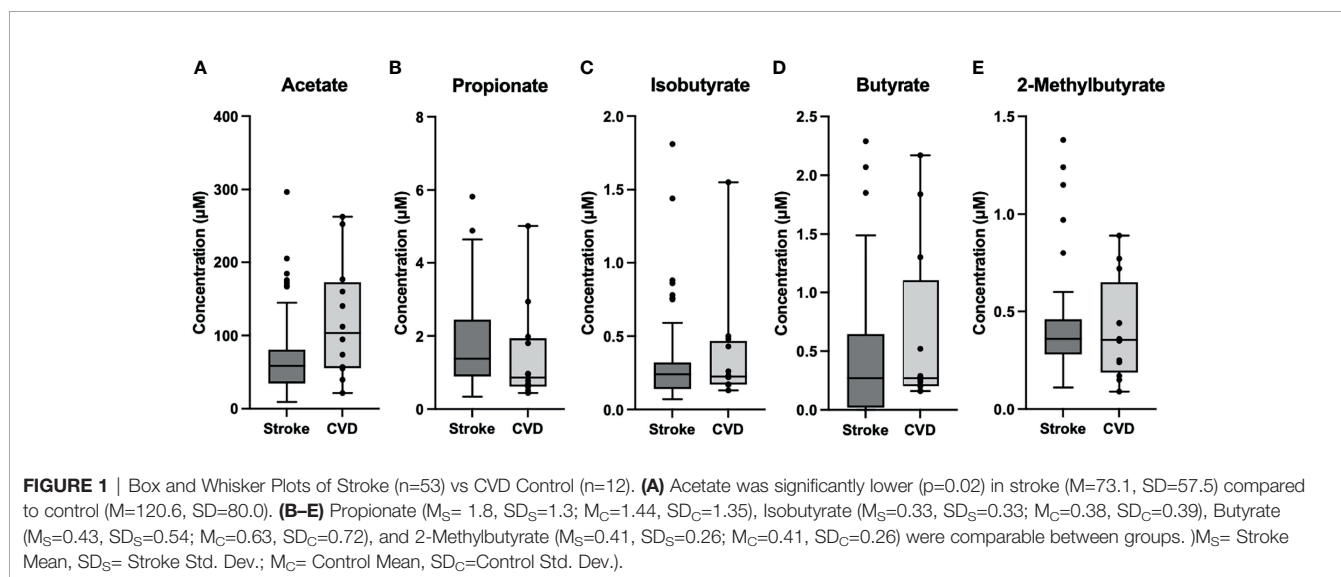 A
B
C
D
E
Acetate
Propionate
Isobutyrate
Butyrate
2-Methylbutyrate
Concentration (µM)
400
300
200
100
0
Stroke CVD
Concentration (µM)
8
6
4
2
0
Stroke CVD
Concentration (µM)
2.0
1.5
1.0
0.5
0.0
Stroke CVD
Concentration (µM)
2.5
2.0
1.5
1.0
0.5
0.0
Stroke CVD
Concentration (µM)
1.5
1.0
0.5
0.0
Stroke CVD
FIGURE 1 | Box and Whisker Plots of Stroke (n=53) vs CVD Control (n=12). (A) Acetate was significantly lower (p=0.02) in stroke (M=73.1, SD=57.5) compared
to control (M=120.6, SD=80.0). (B–E) Propionate (MS= 1.8, SDS=1.3; MC=1.44, SDC=1.35), Isobutyrate (MS=0.33, SDS=0.33; MC=0.38, SDC=0.39), Butyrate
(MS=0.43, SDS=0.54; MC=0.63, SDC=0.72), and 2-Methylbutyrate (MS=0.41, SDS=0.26; MC=0.41, SDC=0.26) were comparable between groups. )MS= Stroke
Mean, SDS= Stroke Std. Dev.; MC= Control Mean, SDC=Control Std. Dev.).